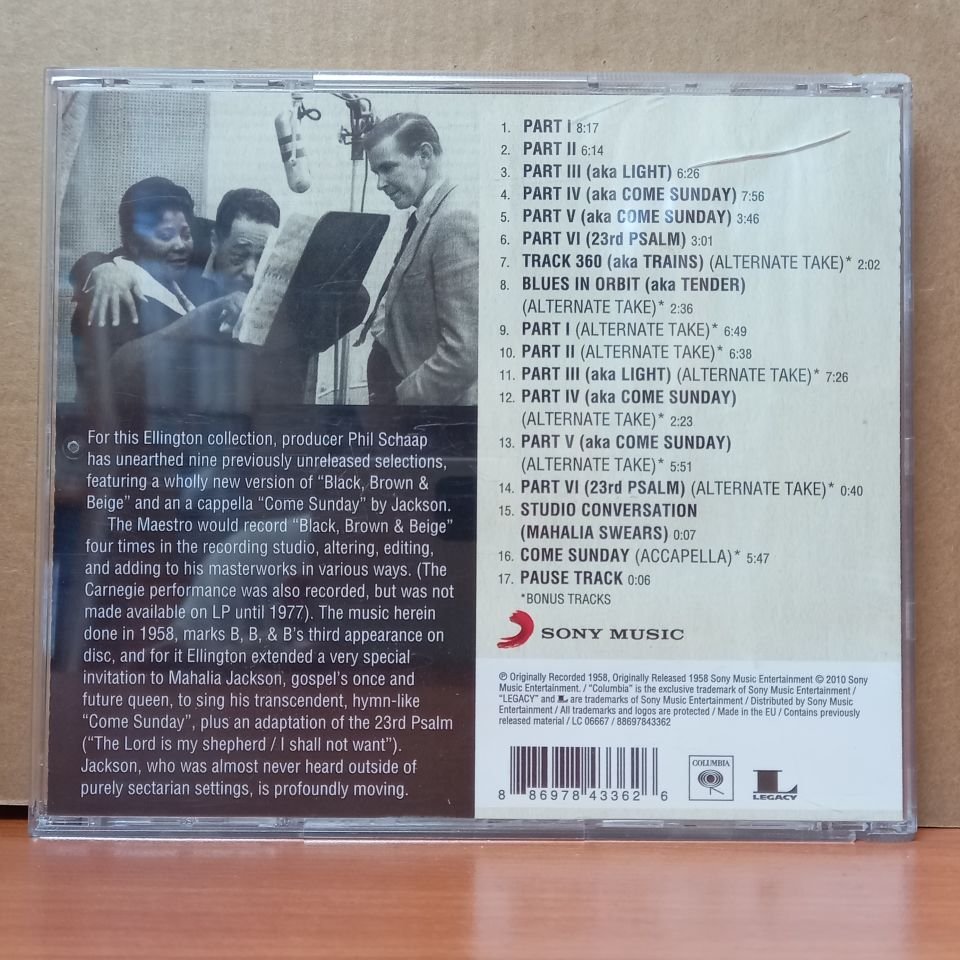 1. PART I 8:17
2. PART II 6:14
3. PART III (aka LIGHT) 6:26
4. PART IV (aka COME SUNDAY) 7:56
5. PART V (aka COME SUNDAY) 3:46
6. PART VI (23rd PSALM) 3:01
7. TRACK 360 (aka TRAINS) (ALTERNATE TAKE)* 2:02
8. BLUES IN ORBIT (aka TENDER)
(ALTERNATE TAKE)* 2:36
9. PART I (ALTERNATE TAKE)* 6:49
10. PART II (ALTERNATE TAKE)* 6:38
11. PART III (aka LIGHT) (ALTERNATE TAKE)* 7:26
12. PART IV (aka COME SUNDAY)
(ALTERNATE TAKE)* 2:23
13. PART V (aka COME SUNDAY)
(ALTERNATE TAKE)* 5:51
14. PART VI (23rd PSALM) (ALTERNATE TAKE)* 0:40
15. STUDIO CONVERSATION
(MAHALIA SWEARS) 0:07
16. COME SUNDAY (ACCAPELLA)* 5:47
17. PAUSE TRACK 0:06
*BONUS TRACKS
SONY MUSIC
For this Ellington collection, producer Phil Schaap
has unearthed nine previously unreleased selections,
featuring a wholly new version of “Black, Brown &
Beige” and an a cappella “Come Sunday” by Jackson.
The Maestro would record “Black, Brown & Beige”
four times in the recording studio, altering, editing,
and adding to his masterworks in various ways. (The
Carnegie performance was also recorded, but was not
made available on LP until 1977). The music herein
done in 1958, marks B, B, & B’s third appearance on
disc, and for it Ellington extended a very special
invitation to Mahalia Jackson, gospel’s once and
future queen, to sing his transcendent, hymn-like
“Come Sunday”, plus an adaptation of the 23rd Psalm
(“The Lord is my shepherd / I shall not want”).
Jackson, who was almost never heard outside of
purely sectarian settings, is profoundly moving.
℗ Originally Recorded 1958, Originally Released 1958 Sony Music Entertainment © 2010 Sony
Music Entertainment. / “Columbia” is the exclusive trademark of Sony Music Entertainment /
“LEGACY” and L are trademarks of Sony Music Entertainment / Distributed by Sony Music
Entertainment / All trademarks and logos are protected / Made in the EU / Contains previously
released material / LC 06667 / 88697843362
8 86978 43362 6
COLUMBIA
L
LEGACY